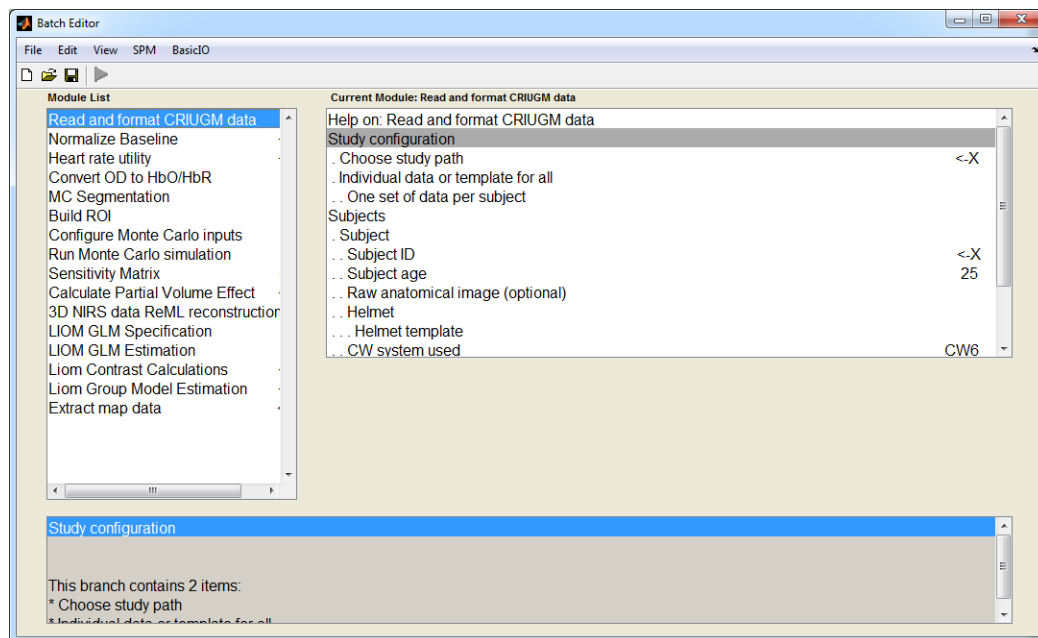 Batch Editor
File Edit View SPM BasicIO
Module List
Read and format CRIUGM data
Normalize Baseline
Heart rate utility
Convert OD to HbO/HbR
MC Segmentation
Build ROI
Configure Monte Carlo inputs
Run Monte Carlo simulation
Sensitivity Matrix
Calculate Partial Volume Effect
3D NIRS data ReML reconstruction
LIOM GLM Specification
LIOM GLM Estimation
Liom Contrast Calculations
Liom Group Model Estimation
Extract map data
Current Module: Read and format CRIUGM data
Help on: Read and format CRIUGM data
Study configuration
. Choose study path <-X
. Individual data or template for all
. . One set of data per subject
Subjects
. Subject
. . Subject ID <-X
. . Subject age 25
. . Raw anatomical image (optional)
. . Helmet
. . . Helmet template
. . CW system used CW6
Study configuration
This branch contains 2 items:
* Choose study path
* Individual data or template for all